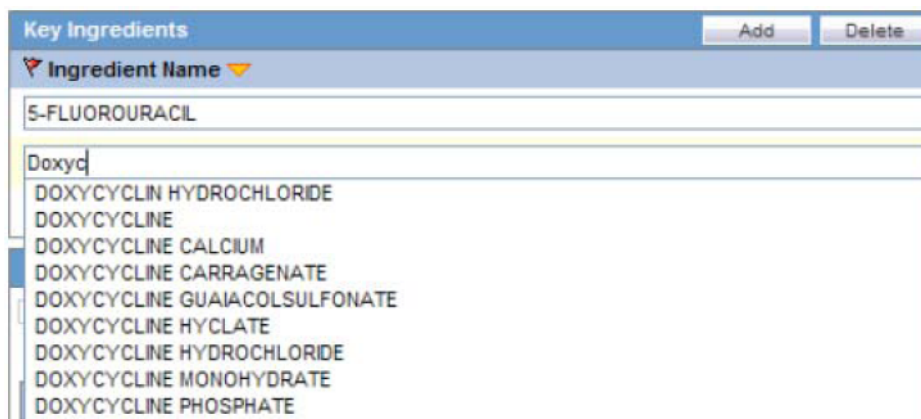 Key Ingredients Add Delete
Ingredient Name
5-FLUOROURACIL
Doxyc
DOXYCYCLIN HYDROCHLORIDE
DOXYCYCLINE
DOXYCYCLINE CALCIUM
DOXYCYCLINE CARRAGENATE
DOXYCYCLINE GUAIACOLSULFONATE
DOXYCYCLINE HYCLATE
DOXYCYCLINE HYDROCHLORIDE
DOXYCYCLINE MONOHYDRATE
DOXYCYCLINE PHOSPHATE